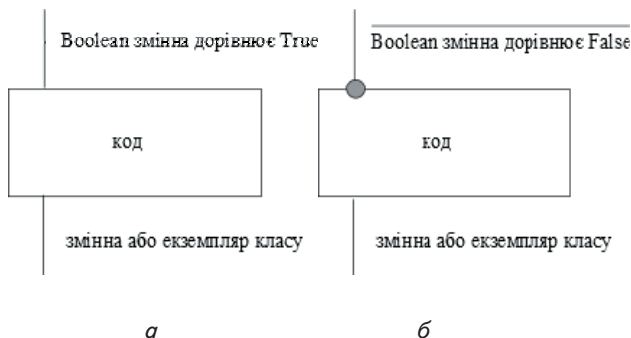 Boolean змінна дорівнює True
Boolean змінна дорівнює False
код
код
змінна або екземпляр класу
змінна або екземпляр класу
а
б